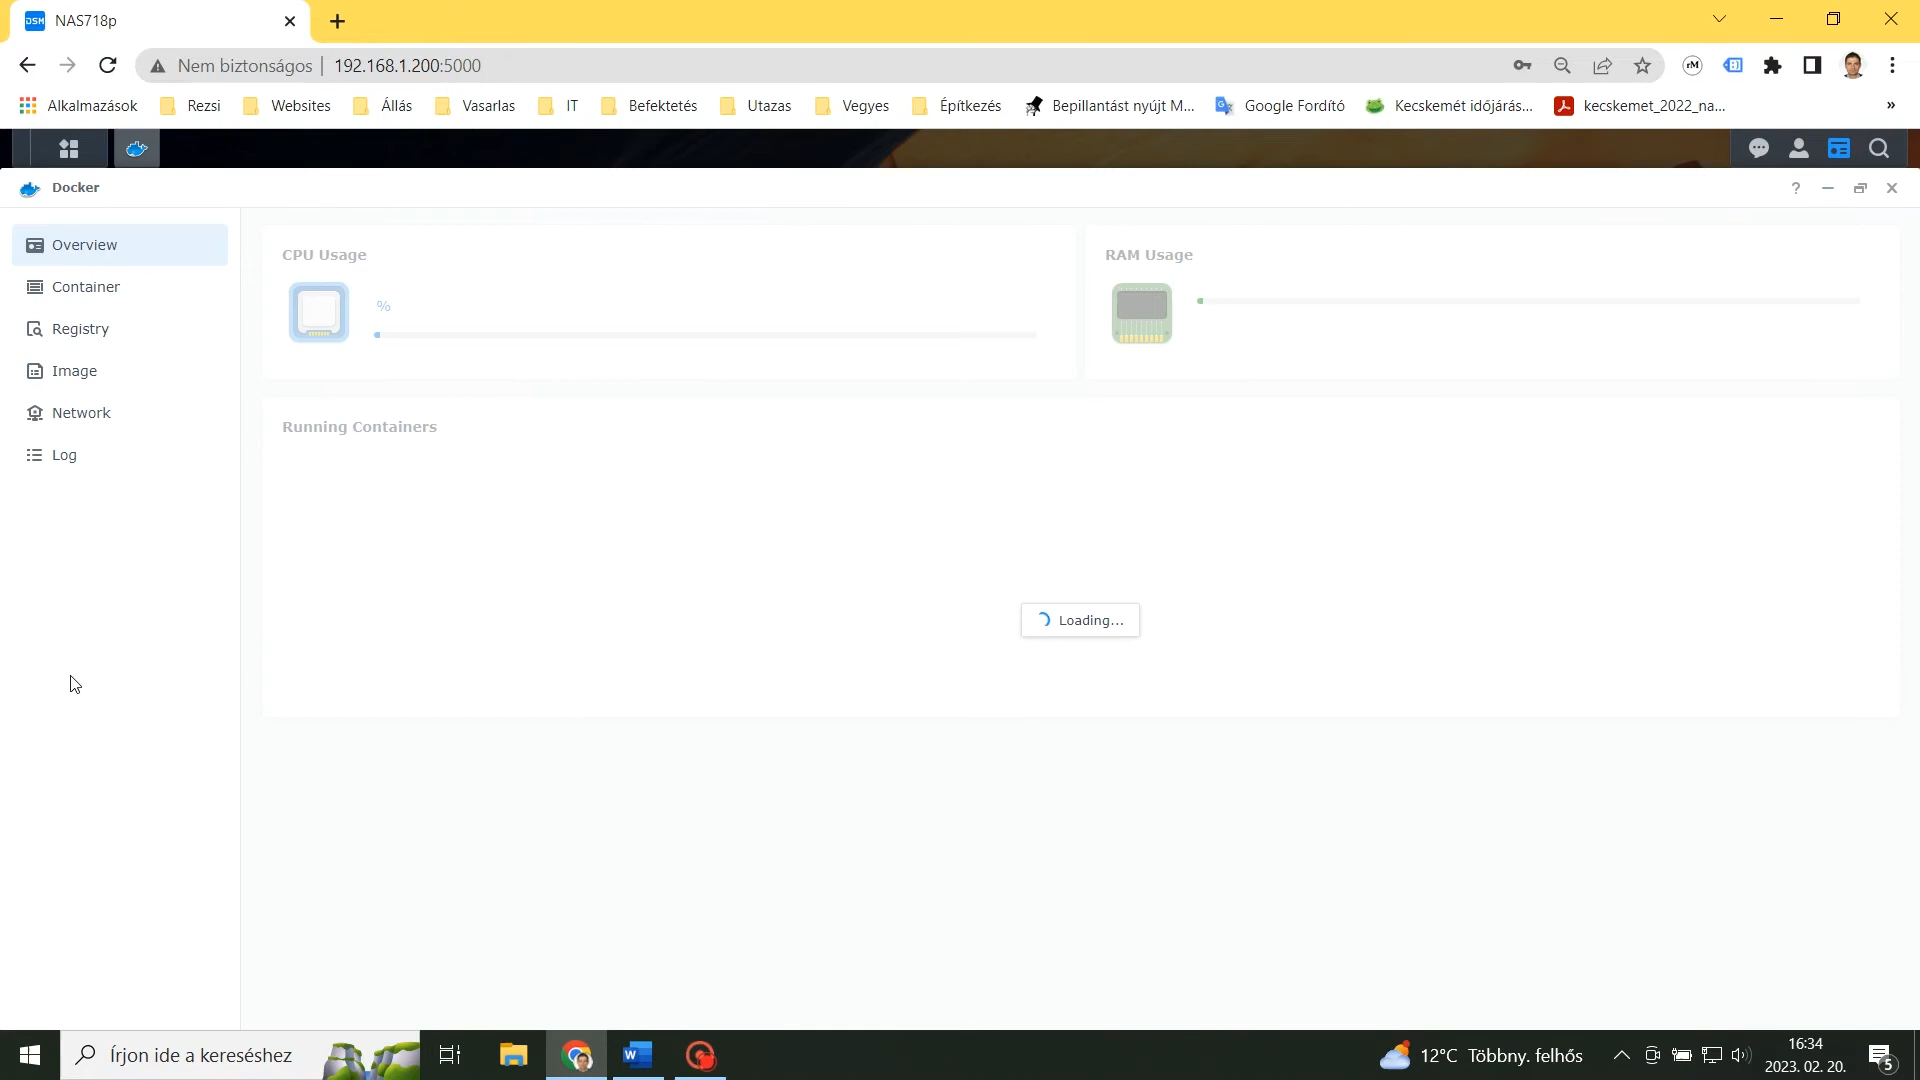 NAS718p
Nem biztonságos | 192.168.1.200:5000
Alkalmazások Rezsi Websites Állás Vasarlas IT Befektetés Utazas Vegyes Építkezés Bepillantást nyújt M... Google Fordító Kecskemét időjárás... kecskemet_2022_na... »
Docker
Overview
Container
Registry
Image
Network
Log
CPU Usage
%
RAM Usage
Running Containers
Loading...
Írjon ide a kereséshez
12°C Többny. felhős
16:34
2023. 02. 20.
5